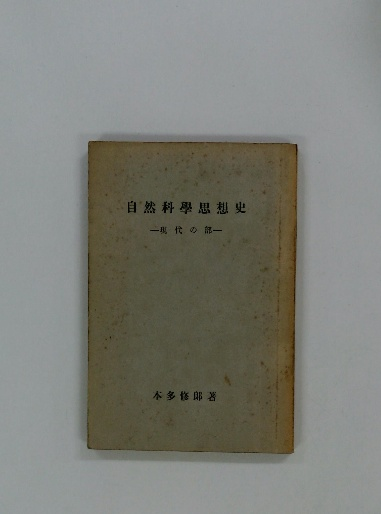 自然科學思想史
—現代の部—
本多修郎著